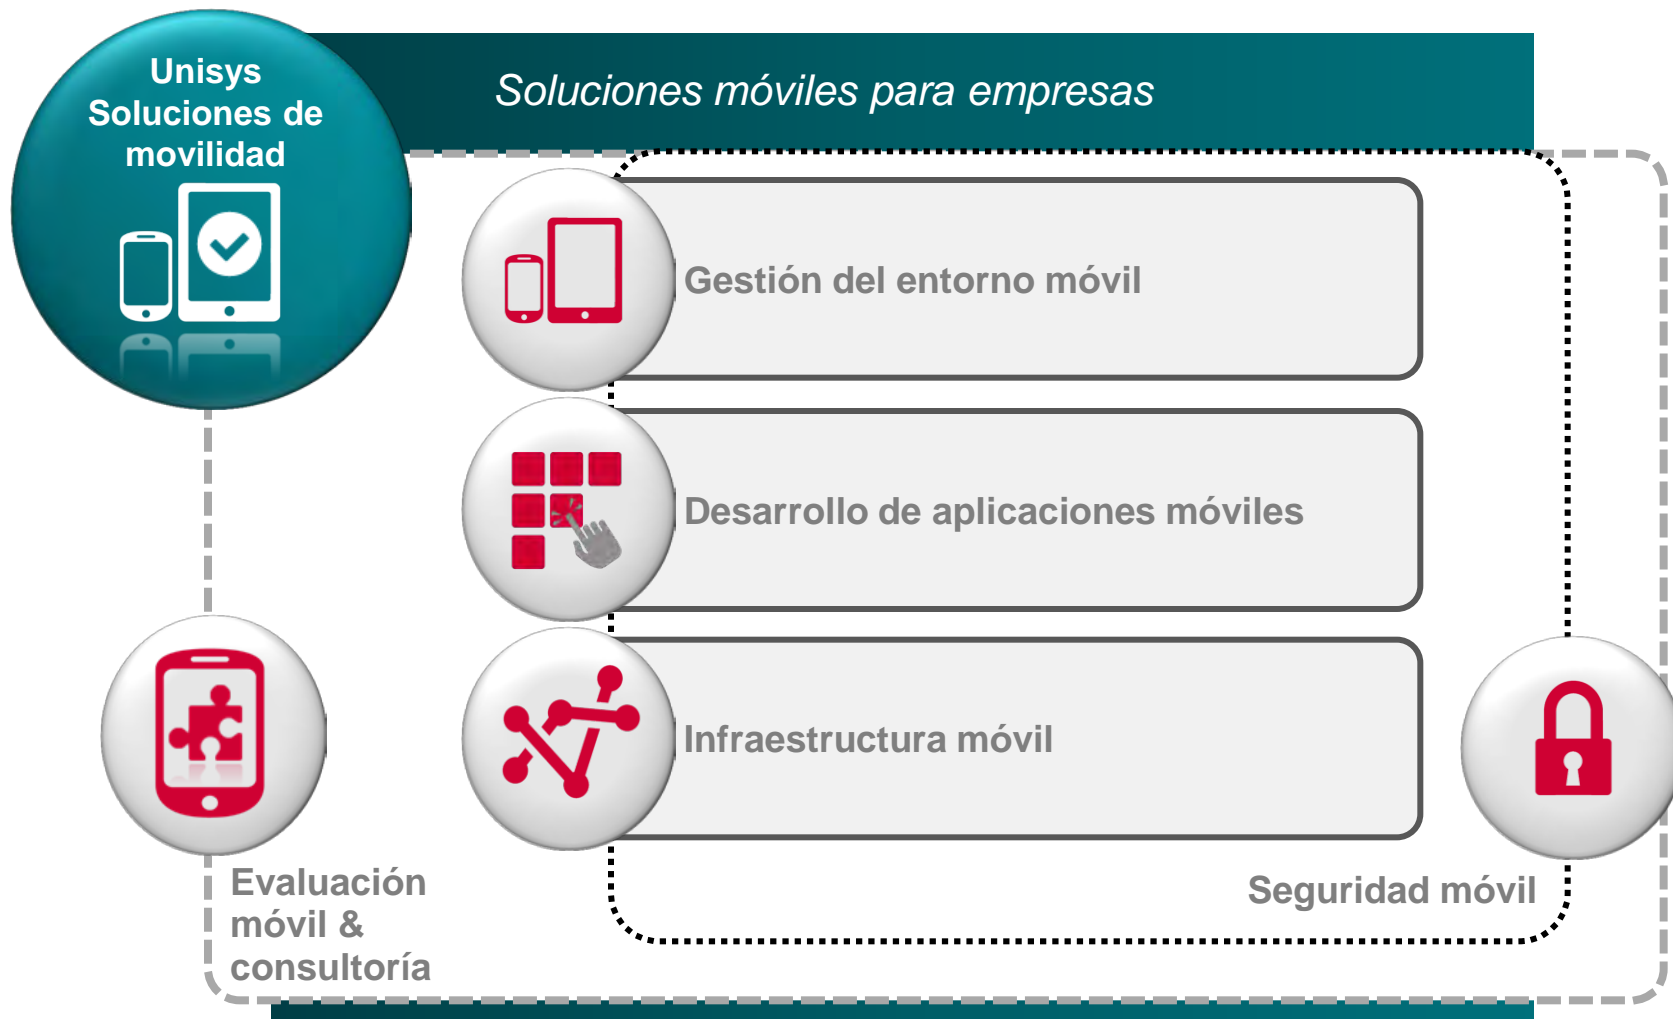 Unisys
Soluciones de
movilidad
Soluciones móviles para empresas
Gestión del entorno móvil
Desarrollo de aplicaciones móviles
Infraestructura móvil
Evaluación
móvil &
consultoría
Seguridad móvil